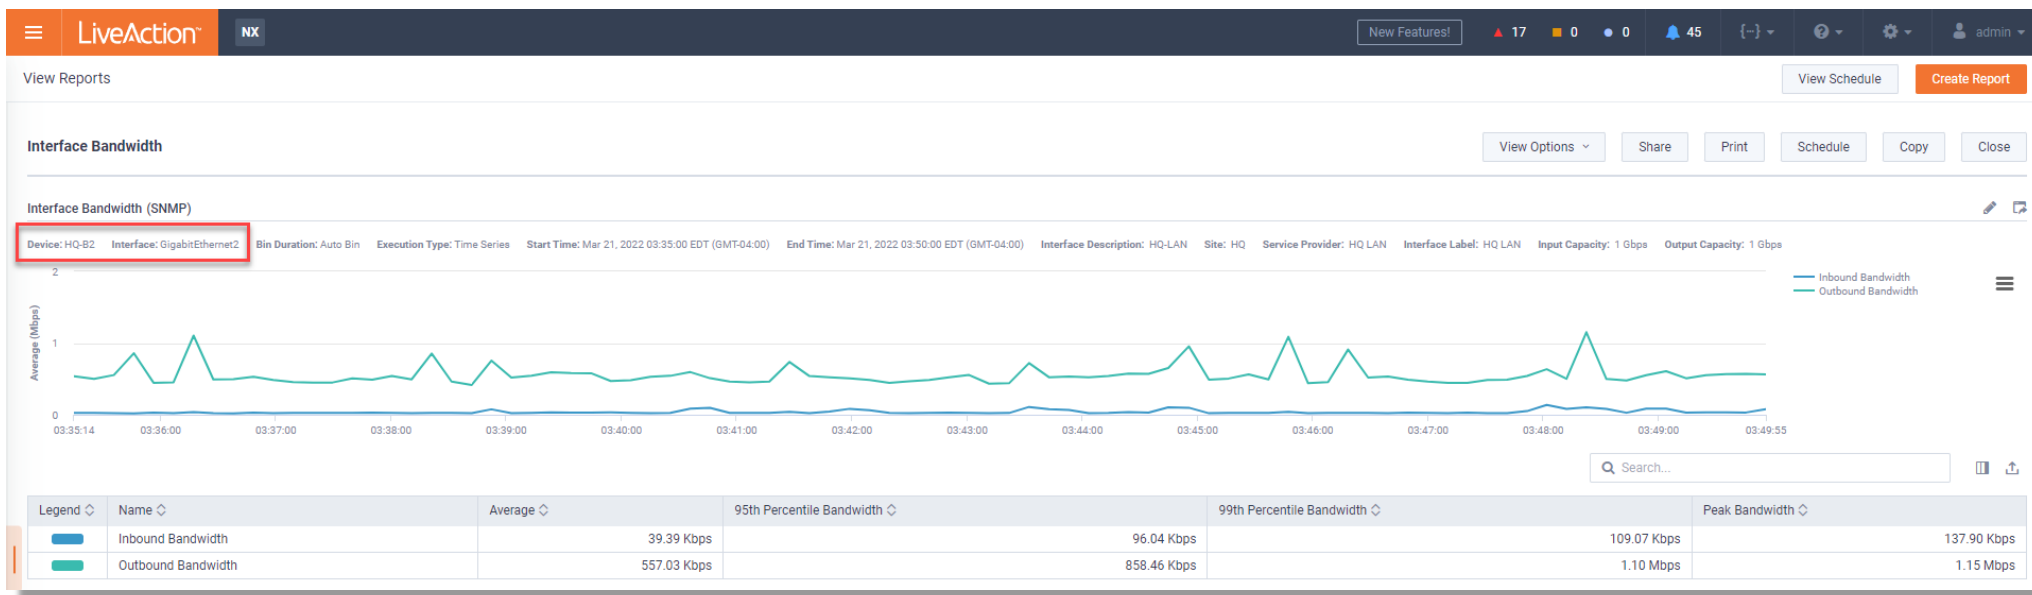 LiveAction™ NX New Features! 17 0 0 45 {···} ? admin
View Reports View Schedule Create Report
Interface Bandwidth View Options Share Print Schedule Copy Close
Interface Bandwidth (SNMP)
Device: HQ-B2 Interface: GigabitEthernet2 Bin Duration: Auto Bin Execution Type: Time Series Start Time: Mar 21, 2022 03:35:00 EDT (GMT-04:00) End Time: Mar 21, 2022 03:50:00 EDT (GMT-04:00) Interface Description: HQ-LAN Site: HQ Service Provider: HQ LAN Interface Label: HQ LAN Input Capacity: 1 Gbps Output Capacity: 1 Gbps
2
Inbound Bandwidth
Outbound Bandwidth
Average (Mbps)
1
0
03:35:14 03:36:00 03:37:00 03:38:00 03:39:00 03:40:00 03:41:00 03:42:00 03:43:00 03:44:00 03:45:00 03:46:00 03:47:00 03:48:00 03:49:00 03:49:55
Search...
Legend Name Average 95th Percentile Bandwidth 99th Percentile Bandwidth Peak Bandwidth
Inbound Bandwidth 39.39 Kbps 96.04 Kbps 109.07 Kbps 137.90 Kbps
Outbound Bandwidth 557.03 Kbps 858.46 Kbps 1.10 Mbps 1.15 Mbps